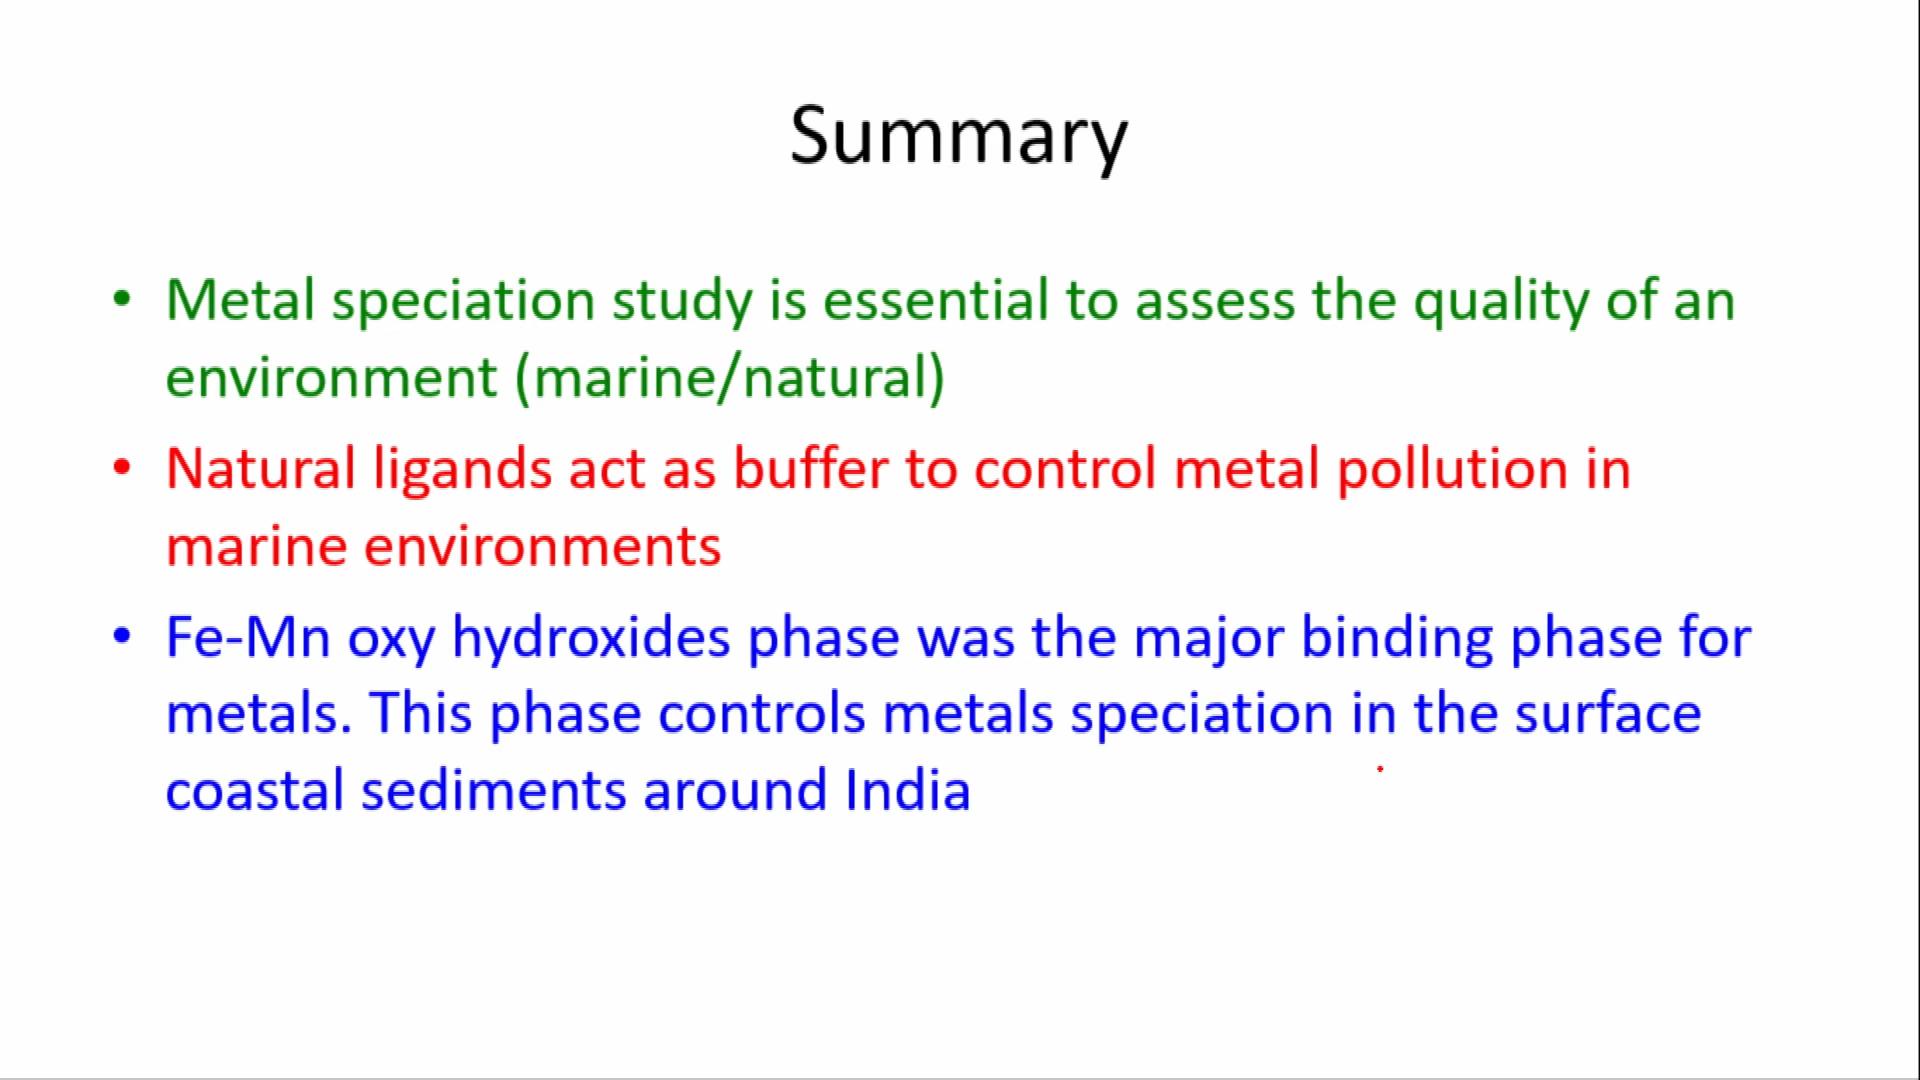 Summary
• Metal speciation study is essential to assess the quality of an
environment (marine/natural)
• Natural ligands act as buffer to control metal pollution in
marine environments
• Fe-Mn oxy hydroxides phase was the major binding phase for
metals. This phase controls metals speciation in the surface
coastal sediments around India